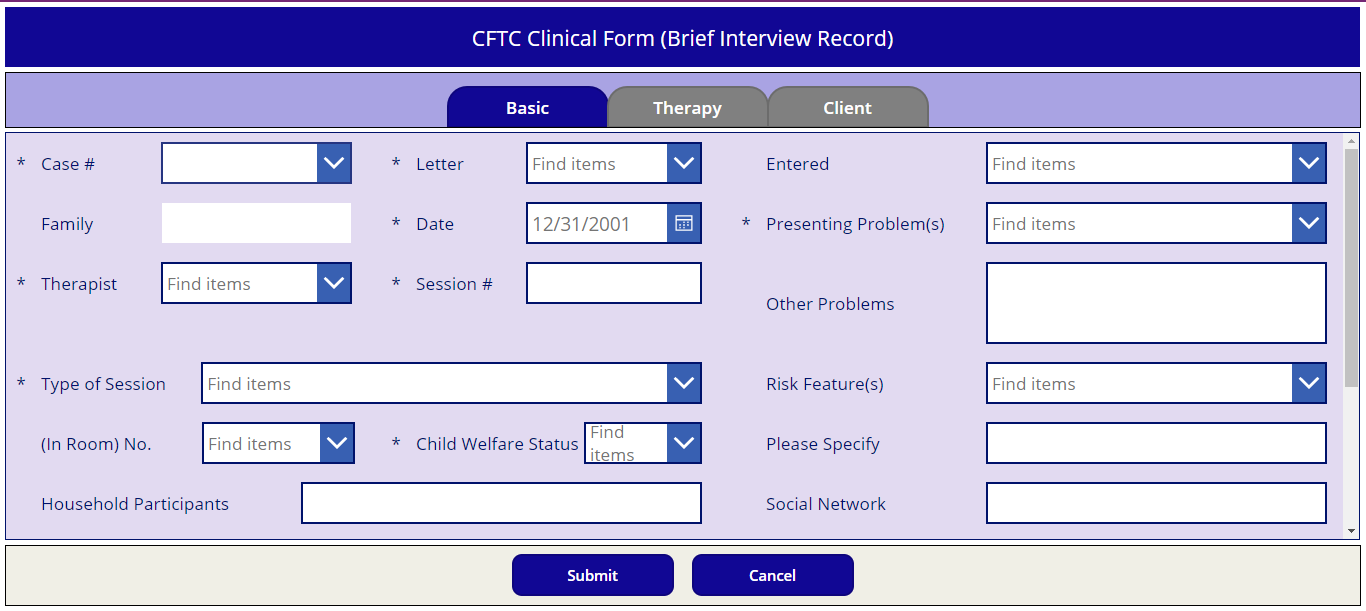 CFTC Clinical Form (Brief Interview Record)
Basic Therapy Client
* Case # * Letter Find items Entered Find items
Family * Date 12/31/2001 * Presenting Problem(s) Find items
* Therapist Find items * Session #
Other Problems
* Type of Session Find items Risk Feature(s) Find items
(In Room) No. Find items * Child Welfare Status Find items Please Specify
Household Participants Social Network
Submit Cancel